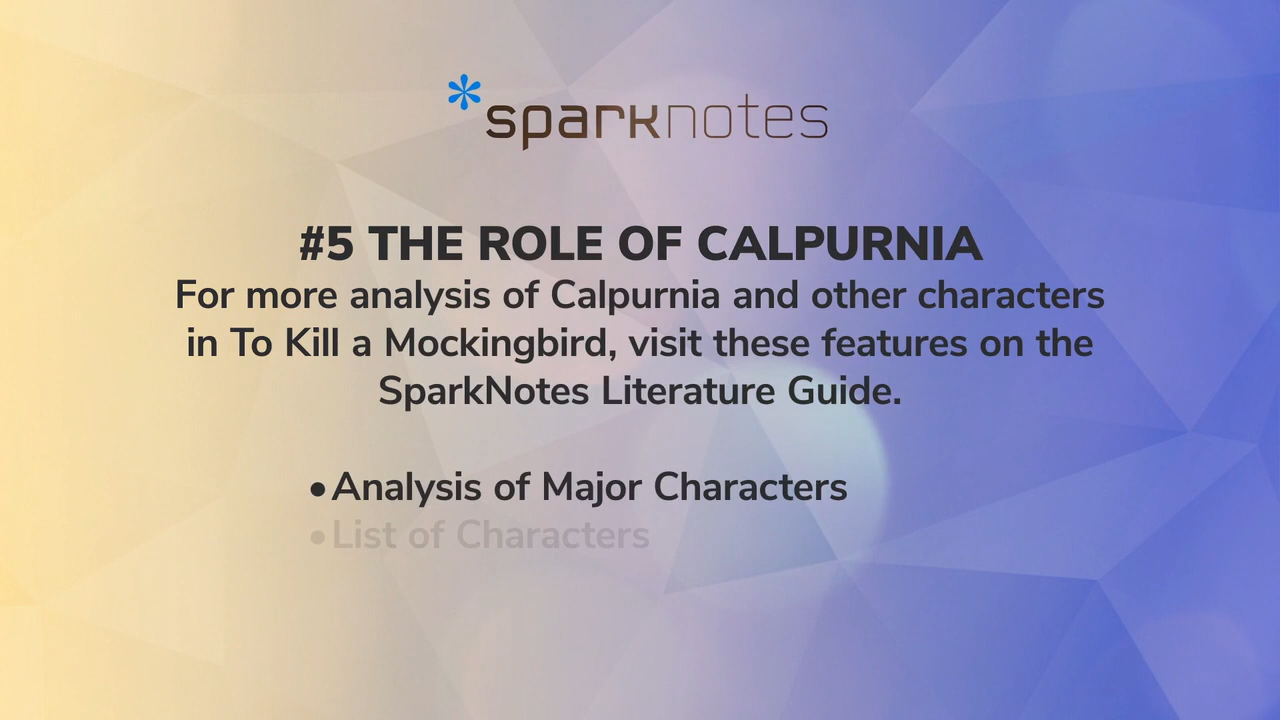 *sparknotes
#5 THE ROLE OF CALPURNIA
For more analysis of Calpurnia and other characters
in To Kill a Mockingbird, visit these features on the
SparkNotes Literature Guide.
•Analysis of Major Characters
•List of Characters